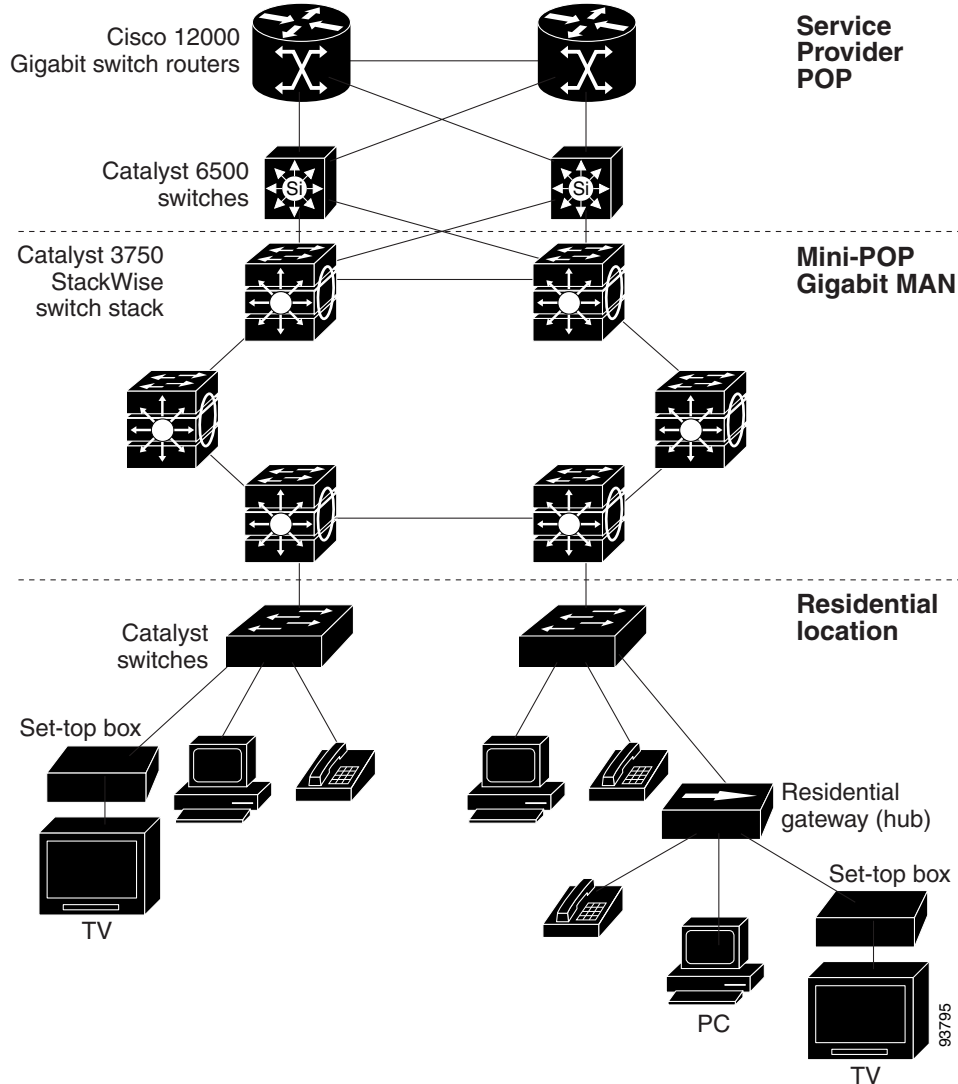 Cisco 12000
Gigabit switch routers
Service
Provider
POP
Catalyst 6500
switches
Si
Si
Catalyst 3750
StackWise
switch stack
Mini-POP
Gigabit MAN
Residential
location
Catalyst
switches
Set-top box
TV
Residential
gateway (hub)
Set-top box
PC
TV
93795